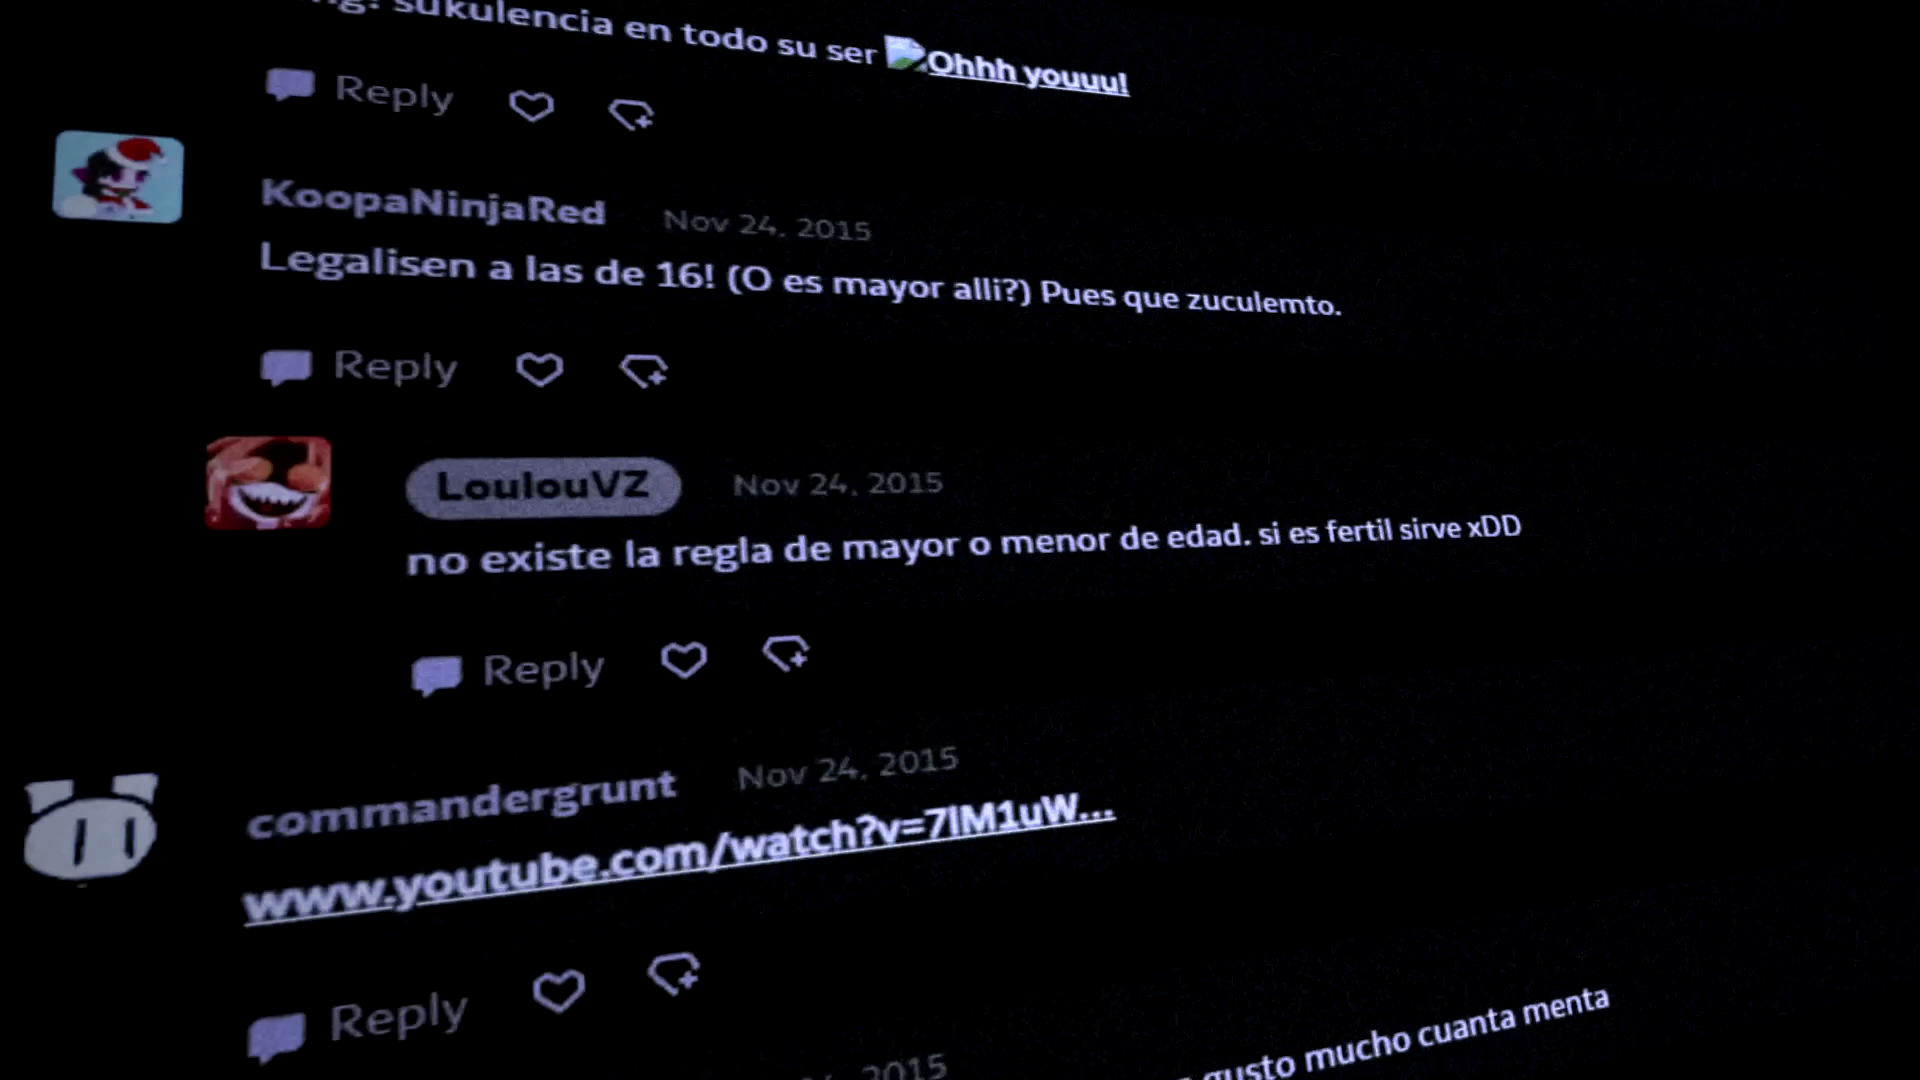 sukulencia en todo su ser Ohhh youuu!
Reply
KoopaNinjaRed Nov 24, 2015
Legalisen a las de 16! (O es mayor alli?) Pues que zuculemto.
Reply
LoulouVZ Nov 24, 2015
no existe la regla de mayor o menor de edad. si es fertil sirve xDD
Reply
commandergrunt Nov 24, 2015
www.youtube.com/watch?v=7lM1uW...
Reply
2015
gusto mucho cuanta menta